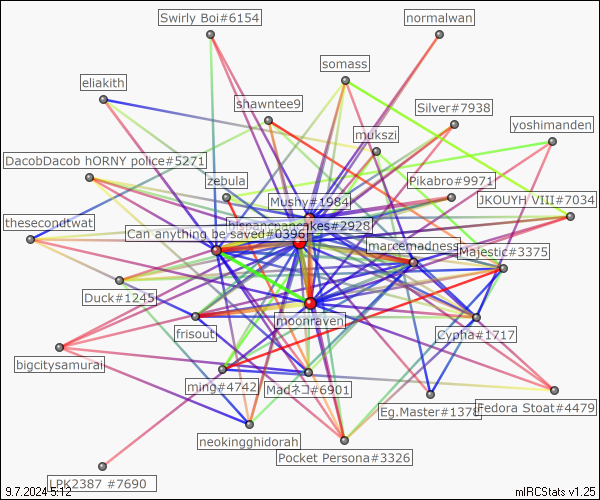 Swirly Boi#6154
normalwan
somass
eliakith
shawntee9
Silver#7938
yoshimanden
mukszi
DacobDacob hORNY police#5271
zebula
Pikabro#9971
Mushy#1984
JKOUYH VIII#7034
thesecondtwat
hispanicpancakes#2928
Can anything be saved#0396
marcemadness
Majestic#3375
Duck#1245
moonraven
frisout
Cypha#1717
bigcitysamurai
ming#4742
Madネコ#6901
Eg.Master#1378
Fedora Stoat#4479
neokingghidorah
Pocket Persona#3326
LPK2387 #7690
9.7.2024 5:12
mIRCStats v1.25